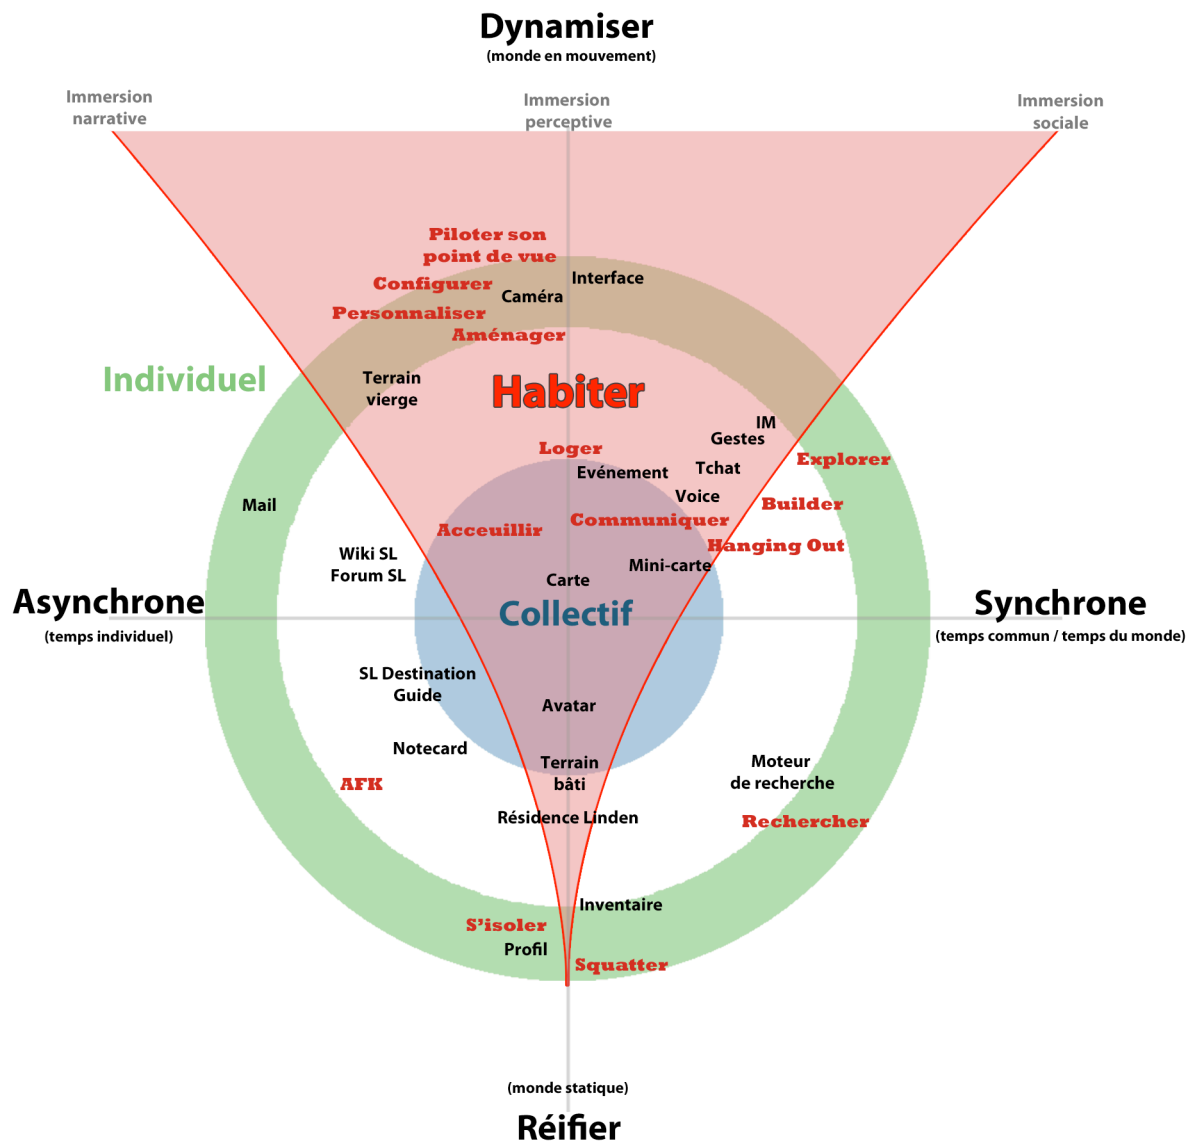 Dynamiser
(monde en mouvement)
Immersion
narrative
Immersion
perceptive
Immersion
sociale
Piloter son
point de vue
Configurer
Interface
Caméra
Personnaliser
Aménager
Individuel
Terrain
vierge
Habiter
IM
Gestes
Loger
Explorer
Evénement
Tchat
Voice
Mail
Builder
Communiquer
Acceuillir
Hanging Out
Wiki SL
Forum SL
Mini-carte
Carte
Asynchrone
(temps individuel)
Collectif
Synchrone
(temps commun / temps du monde)
SL Destination
Guide
Avatar
Notecard
Terrain
bâti
Moteur
de recherche
AFK
Résidence Linden
Rechercher
Inventaire
S'isoler
Profil
Squatter
(monde statique)
Réifier